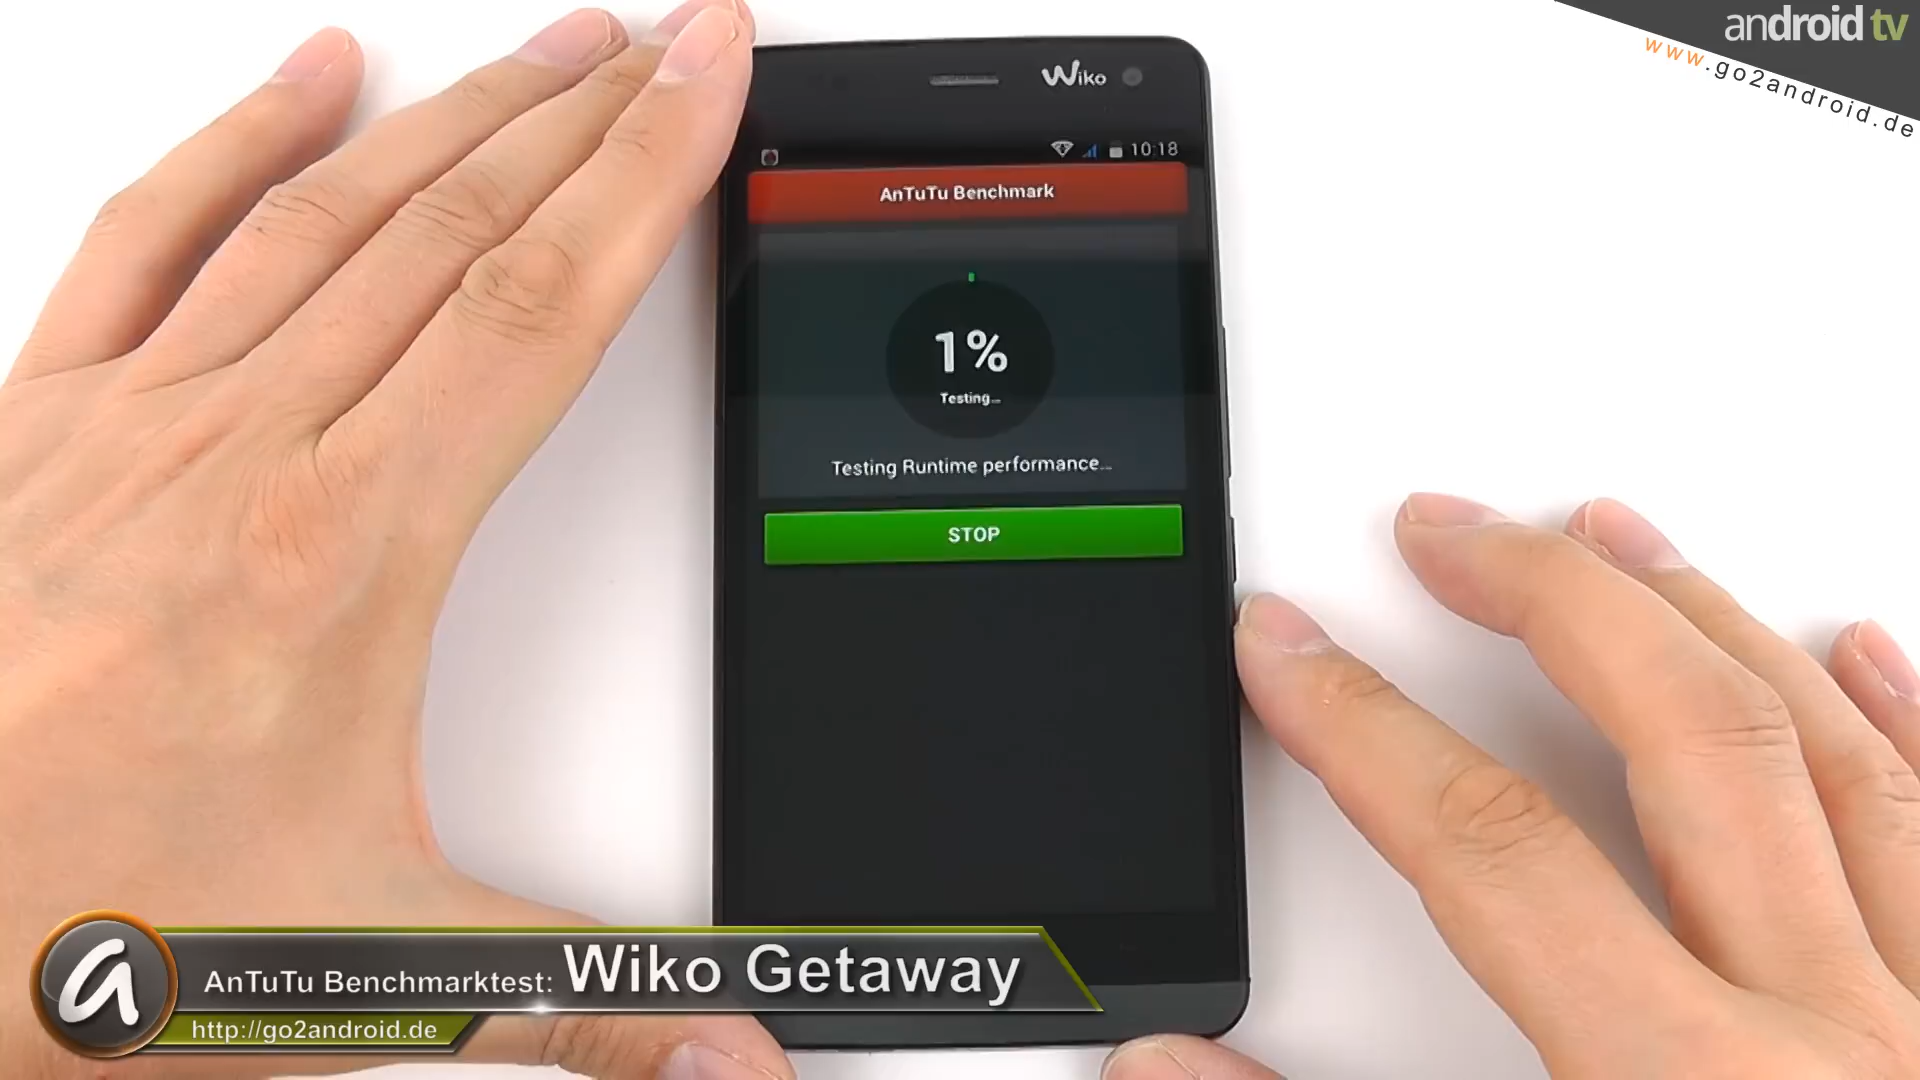 android tv
www.go2android.de
Wiko
10:18
AnTuTu Benchmark
1%
Testing...
Testing Runtime performance...
STOP
AnTuTu Benchmarktest: Wiko Getaway
http://go2android.de